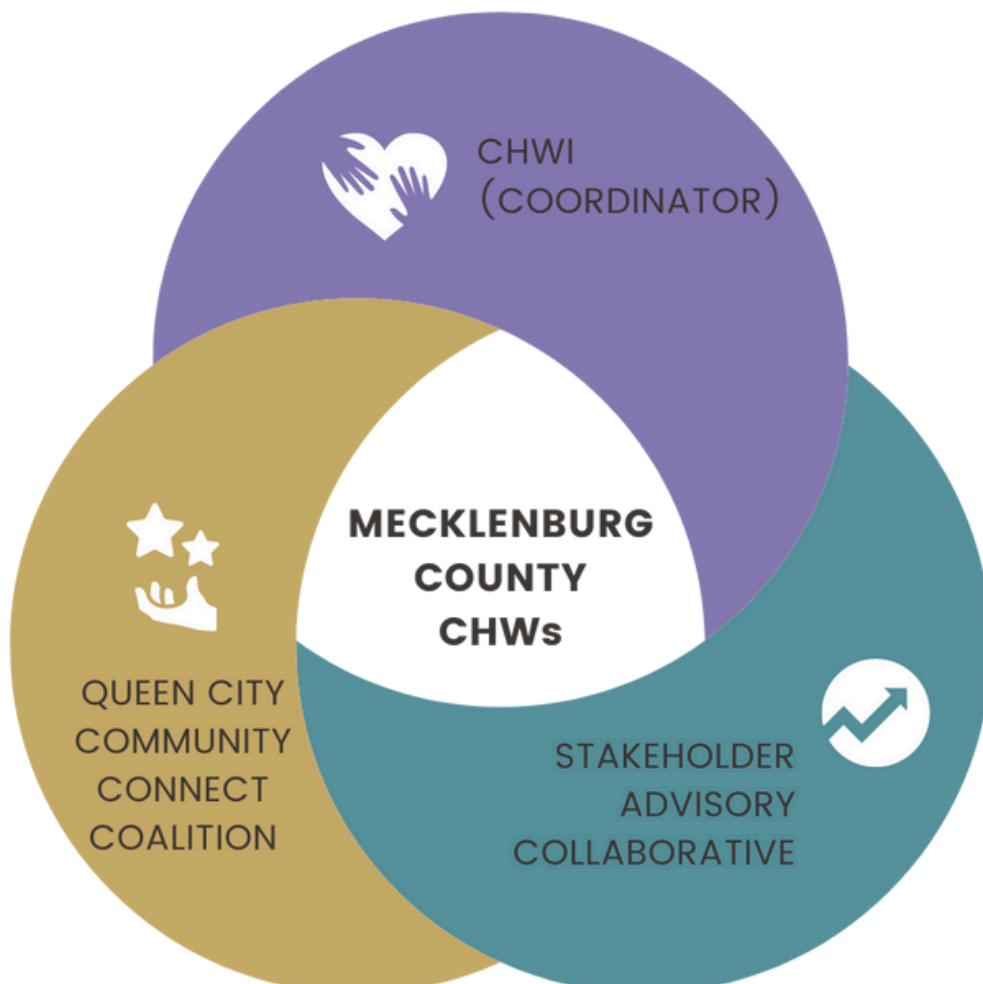 CHWI
(COORDINATOR)
MECKLENBURG
COUNTY
CHWs
QUEEN CITY
COMMUNITY
CONNECT
COALITION
STAKEHOLDER
ADVISORY
COLLABORATIVE